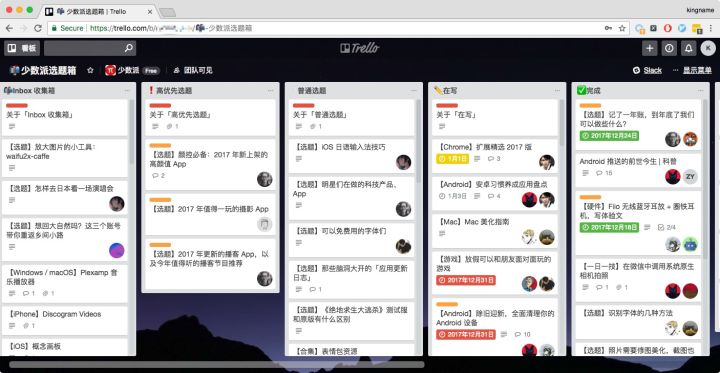 少数派选题箱 | Trello
kingname
Secure
https://trello.com/b/
少数派选题箱
看板
Trello
少数派选题箱
少数派
Free
团队可见
Slack
显示菜单
Inbox 收集箱
关于「Inbox 收集箱」
【选题】放大图片的小工具：
waifu2x-caffe
【选题】怎样去日本看一场演唱会
【选题】想回大自然吗？这三个账号
带你重返乡间小路
【Windows / macOS】Plexamp 音
乐播放器
1
1
【iPhone】Discogram Videos
1
1
【iOS】概念画板
高优先选题
关于「高优先选题」
1
【选题】颜控必备：2017 年新上架的
高颜值 App
2
【选题】2017 年值得一玩的摄影 App
【选题】2017 年更新的播客 App，以
及今年值得听的播客节目推荐
普通选题
关于「普通选题」
1
【选题】iOS 日语输入法技巧
【选题】明星们在做的科技产品、
App
【选题】可以免费用的字体们
【选题】那些脑洞大开的「应用更新
日志」
1
【选题】《绝地求生大逃杀》测试服
和原版有什么区别
【合集】表情包资源
在写
关于「在写」
【Chrome】扩展精选 2017 版
1月1日
3
【Android】安卓习惯养成应用盘点
1月3日
4
【Mac】Mac 美化指南
【游戏】放假可以和朋友面对面玩的
游戏
2017年12月31日
【Android】除旧迎新，全面清理你的
Android 设备
2017年12月31日
10
完成
【选题】记了一年账，到年底了我们
可以做些什么？
2017年12月24日
Android 推送的前世今生 | 科普
15
ZY
【硬件】Filo 无线蓝牙耳放 + 圈铁耳
机，写体验文
2017年12月18日
2/4
【一日一技】在微信中调用系统原生
相机拍照
1
1
【选题】识别字体的几种方法
【选题】照片需要修图美化，截图也